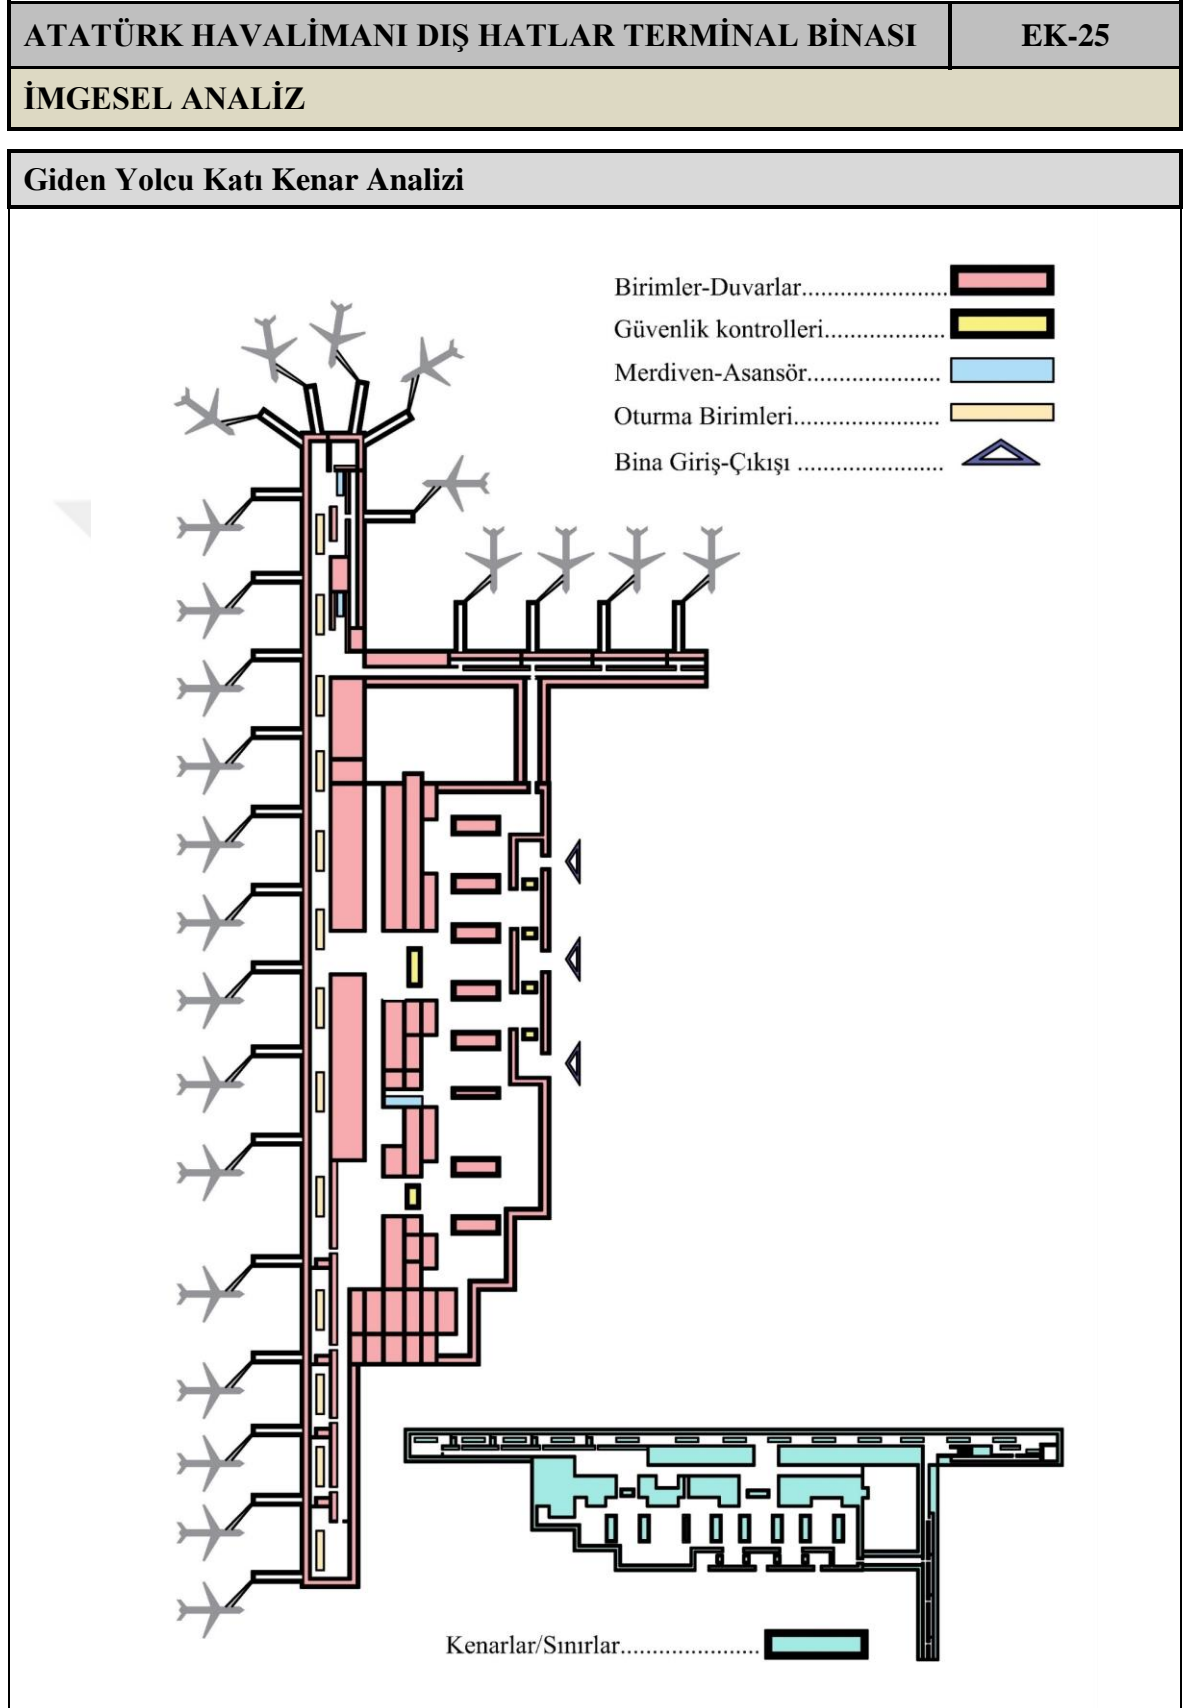 ATATÜRK HAVALİMANI DIŞ HATLAR TERMİNAL BİNASI EK-25
İMGESEL ANALİZ
Giden Yolcu Katı Kenar Analizi
Birimler-Duvarlar.......................
Güvenlik kontrolleri...................
Merdiven-Asansör.....................
Oturma Birimleri.......................
Bina Giriş-Çıkışı .......................
Kenarlar/Sınırlar......................